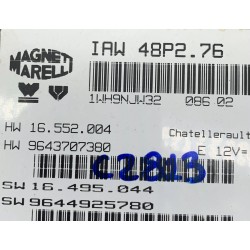 MAGNETI MARELLI
IAW 48P2.76
1WH9NJW32 086 02
HW 16.552.004 Chatellerault
HW 9643707380 E 12V=
C2813
SW 16.495.044
SW 9644925780